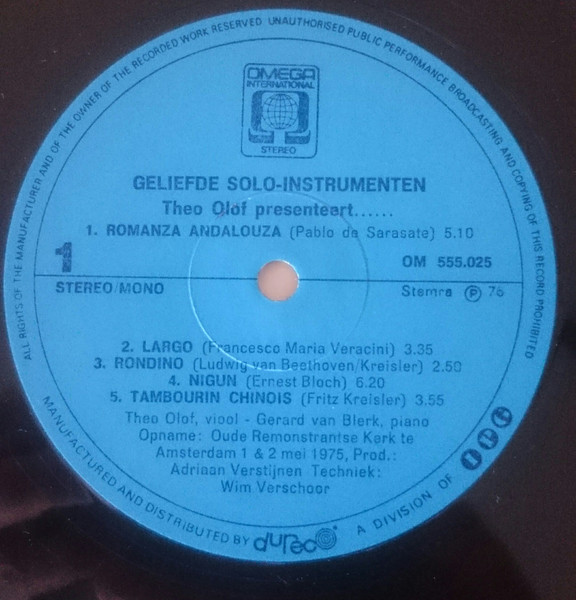 ALL RIGHTS OF THE MANUFACTURER AND OF THE OWNER OF THE RECORDED WORK RESERVED UNAUTHORISED PUBLIC PERFORMANCE BROADCASTING AND COPYING OF THIS RECORD PROHIBITED
OMEGA
INTERNATIONAL
STEREO
GELIEFDE SOLO-INSTRUMENTEN
Theo Olof presenteert......
1. ROMANZA ANDALOUZA (Pablo de Sarasate) 5.10
1
OM 555.025
STEREO/MONO
Stemra Ⓟ 76
2. LARGO (Francesco Maria Veracini) 3.35
3. RONDINO (Ludwig van Beethoven/Kreisler) 2.50
4. NIGUN (Ernest Bloch) 6.20
5. TAMBOURIN CHINOIS (Fritz Kreisler) 3.55
Theo Olof, viool - Gerard van Blerk, piano
Opname: Oude Remonstrantse Kerk te
Amsterdam 1 & 2 mei 1975, Prod.:
Adriaan Verstijnen Techniek:
Wim Verschoor
MANUFACTURED AND DISTRIBUTED BY dureco A DIVISION OF